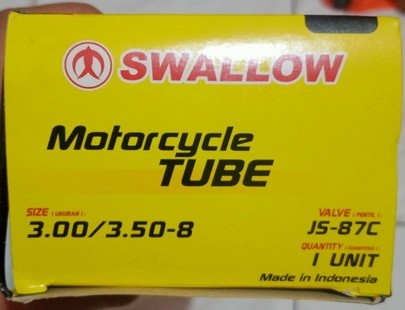 SWALLOW
Motorcycle
TUBE
SIZE (UKURAN):
3.00/3.50-8
VALVE (PENTIL):
JS-87C
QUANTITY (KUANTITAS):
1 UNIT
Made in Indonesia